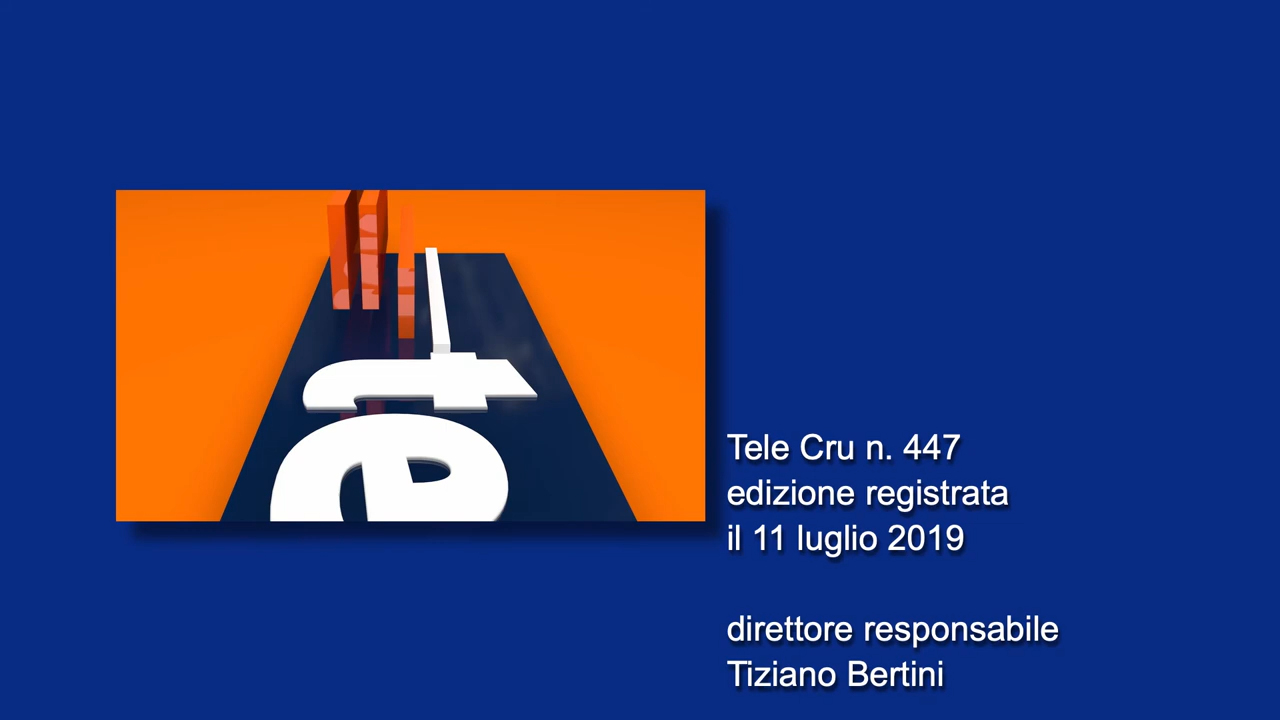 Tele Cru n. 447
edizione registrata
il 11 luglio 2019
direttore responsabile
Tiziano Bertini